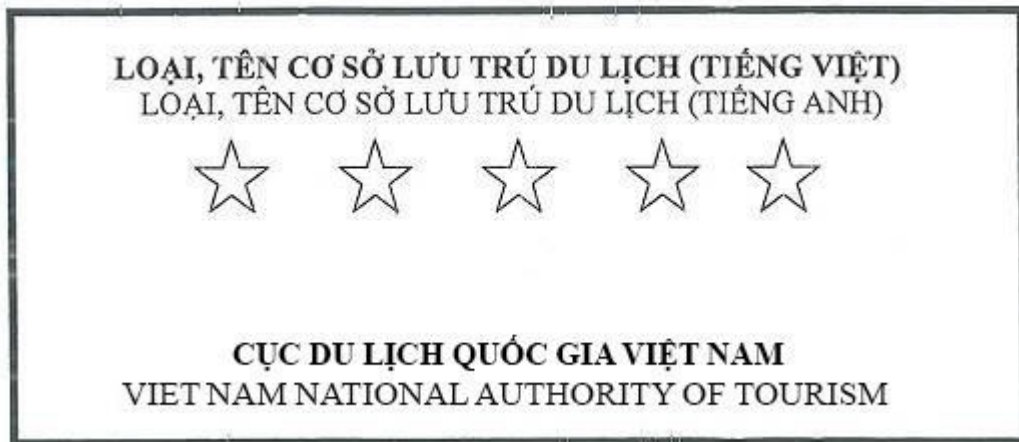 LOẠI, TÊN CƠ SỞ LƯU TRÚ DU LỊCH (TIẾNG VIỆT)
LOẠI, TÊN CƠ SỞ LƯU TRÚ DU LỊCH (TIẾNG ANH)
CỤC DU LỊCH QUỐC GIA VIỆT NAM
VIET NAM NATIONAL AUTHORITY OF TOURISM